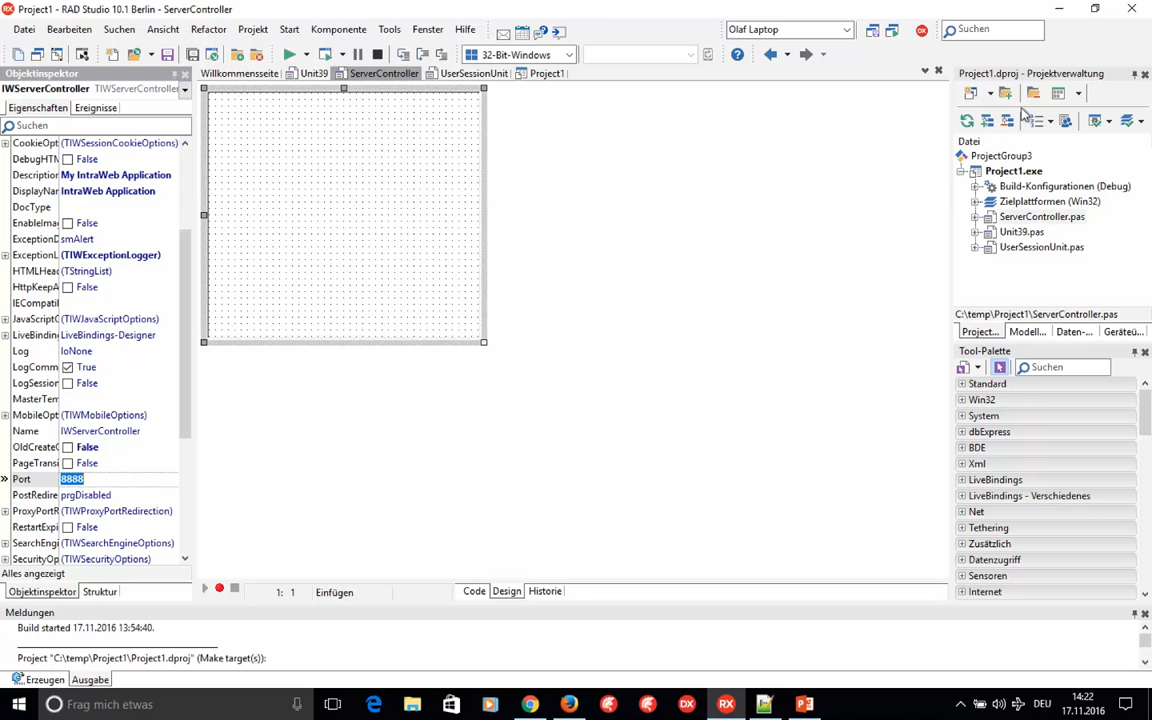 Project1 - RAD Studio 10.1 Berlin - ServerController
Datei Bearbeiten Suchen Ansicht Refactor Projekt Start Komponente Tools Fenster Hilfe
Olaf Laptop
Suchen
32-Bit-Windows
Objektinspektor
IWServerController TIWServerController
Eigenschaften Ereignisse
Suchen
CookieOpt (TIWSessionCookieOptions)
DebugHTM False
Description My IntraWeb Application
DisplayNar IntraWeb Application
DocType
EnableImag False
ExceptionD smAlert
ExceptionL (TIWExceptionLogger)
HTMLHead (TStringList)
HttpKeepA False
IECompati
JavaScriptO (TIWJavaScriptOptions)
LiveBinding LiveBindings-Designer
Log loNone
LogComm True
LogSession False
MasterTem
MobileOpt (TIWMobileOptions)
Name IWServerController
OldCreateO False
PageTransi False
Port 8888
PostRedire prgDisabled
ProxyPortR (TIWProxyPortRedirection)
RestartExpi False
SearchEngi (TIWSearchEngineOptions)
SecurityOp (TIWSecurityOptions)
Alles angezeigt
Objektinspektor Struktur
Willkommensseite Unit39 ServerController UserSessionUnit Project1
1: 1 Einfügen Code Design Historie
Project1.dproj - Projektverwaltung
Datei
ProjectGroup3
Project1.exe
Build-Konfigurationen (Debug)
Zielplattformen (Win32)
ServerController.pas
Unit39.pas
UserSessionUnit.pas
C:\temp\Project1\ServerController.pas
Project... Modell... Daten-... Geräteü...
Tool-Palette
Suchen
Standard
Win32
System
dbExpress
BDE
Xml
LiveBindings
LiveBindings - Verschiedenes
Net
Tethering
Zusätzlich
Datenzugriff
Sensoren
Internet
Meldungen
Build started 17.11.2016 13:54:40.
Project "C:\temp\Project1\Project1.dproj" (Make target(s)):
Erzeugen Ausgabe
Frag mich etwas
DEU
14:22
17.11.2016